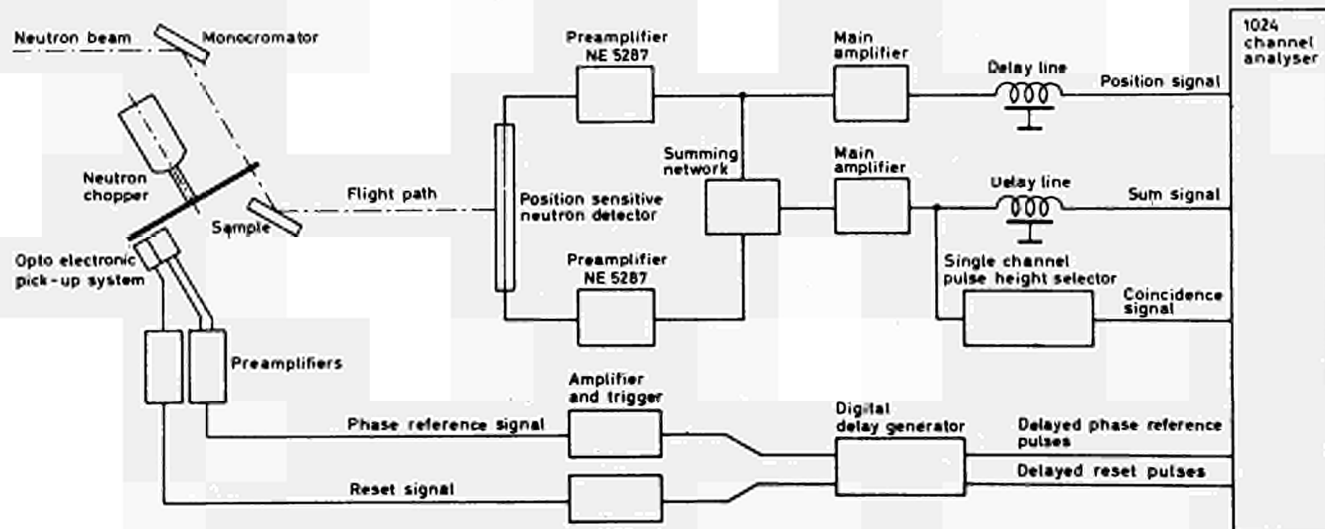 Neutron beam
Monocromator
Preamplifier
NE 5287
Main
amplifier
Delay line
Position signal
1024
channel
analyser
Neutron
chopper
Sample
Flight path
Position sensitive
neutron detector
Summing
network
Main
amplifier
Delay line
Sum signal
Opto electronic
pick-up system
Preamplifier
NE 5287
Single channel
pulse height selector
Coincidence
signal
Preamplifiers
Amplifier
and trigger
Phase reference signal
Digital
delay generator
Delayed phase reference
pulses
Reset signal
Delayed reset pulses